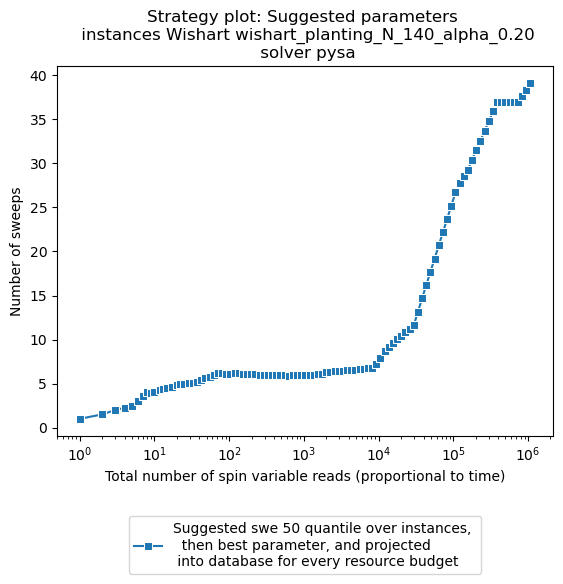 Strategy plot: Suggested parameters
instances Wishart wishart_planting_N_140_alpha_0.20
solver pysa
40
35
30
25
20
15
10
5
0
Number of sweeps
10^0 10^1 10^2 10^3 10^4 10^5 10^6
Total number of spin variable reads (proportional to time)
Suggested swe 50 quantile over instances,
then best parameter, and projected
into database for every resource budget